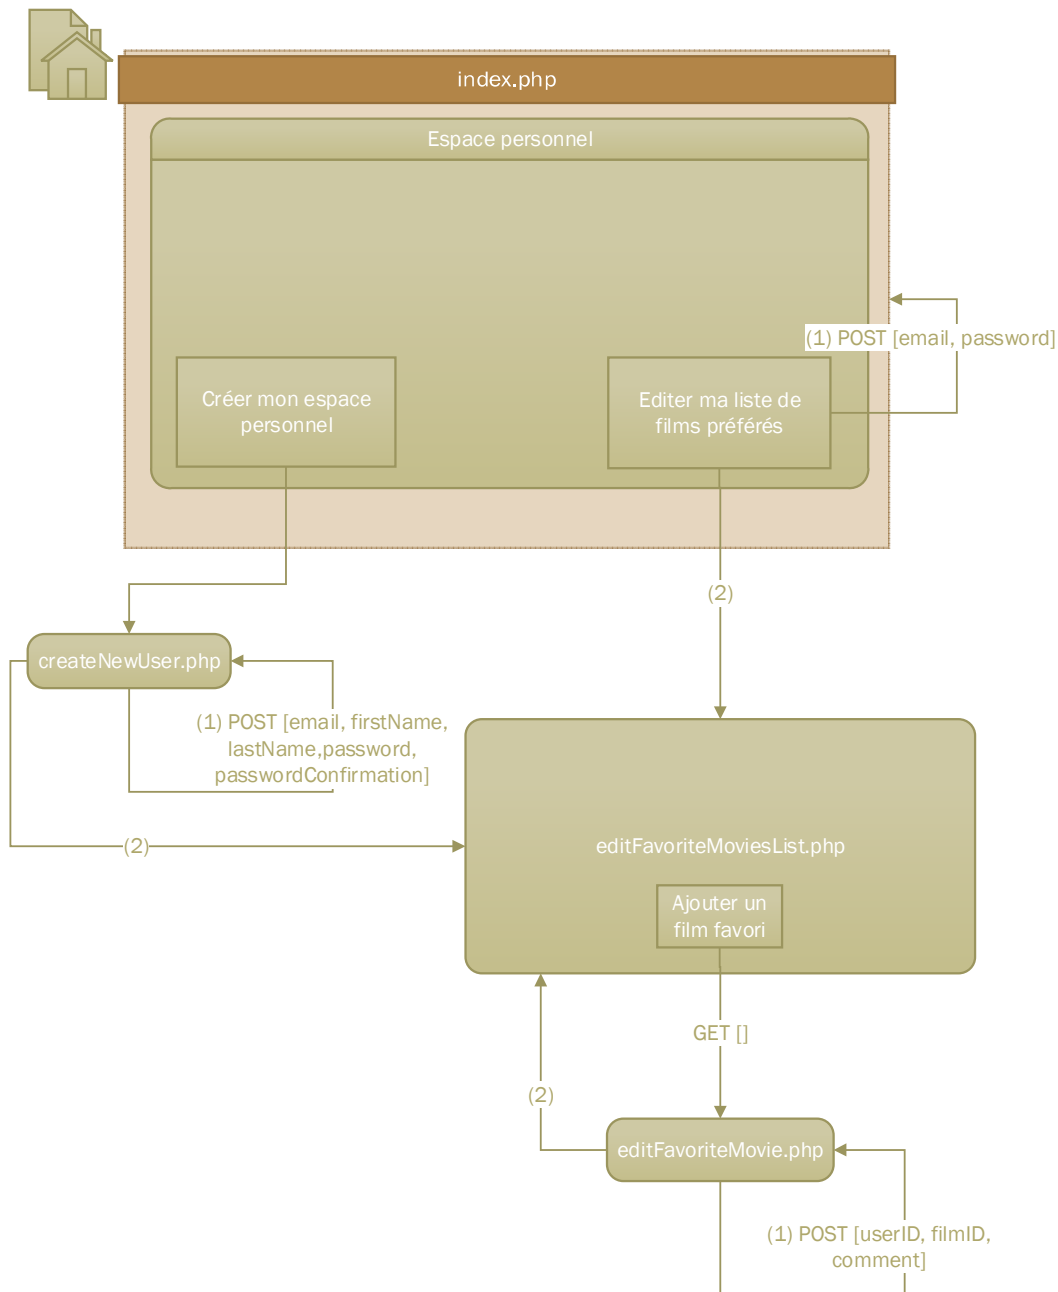 index.php
Espace personnel
(1) POST [email, password]
Créer mon espace
personnel
Editer ma liste de
films préférés
(2)
createNewUser.php
(1) POST [email, firstName,
lastName,password,
passwordConfirmation]
(2)
editFavoriteMoviesList.php
Ajouter un
film favori
GET []
(2)
editFavoriteMovie.php
(1) POST [userID, filmID,
comment]